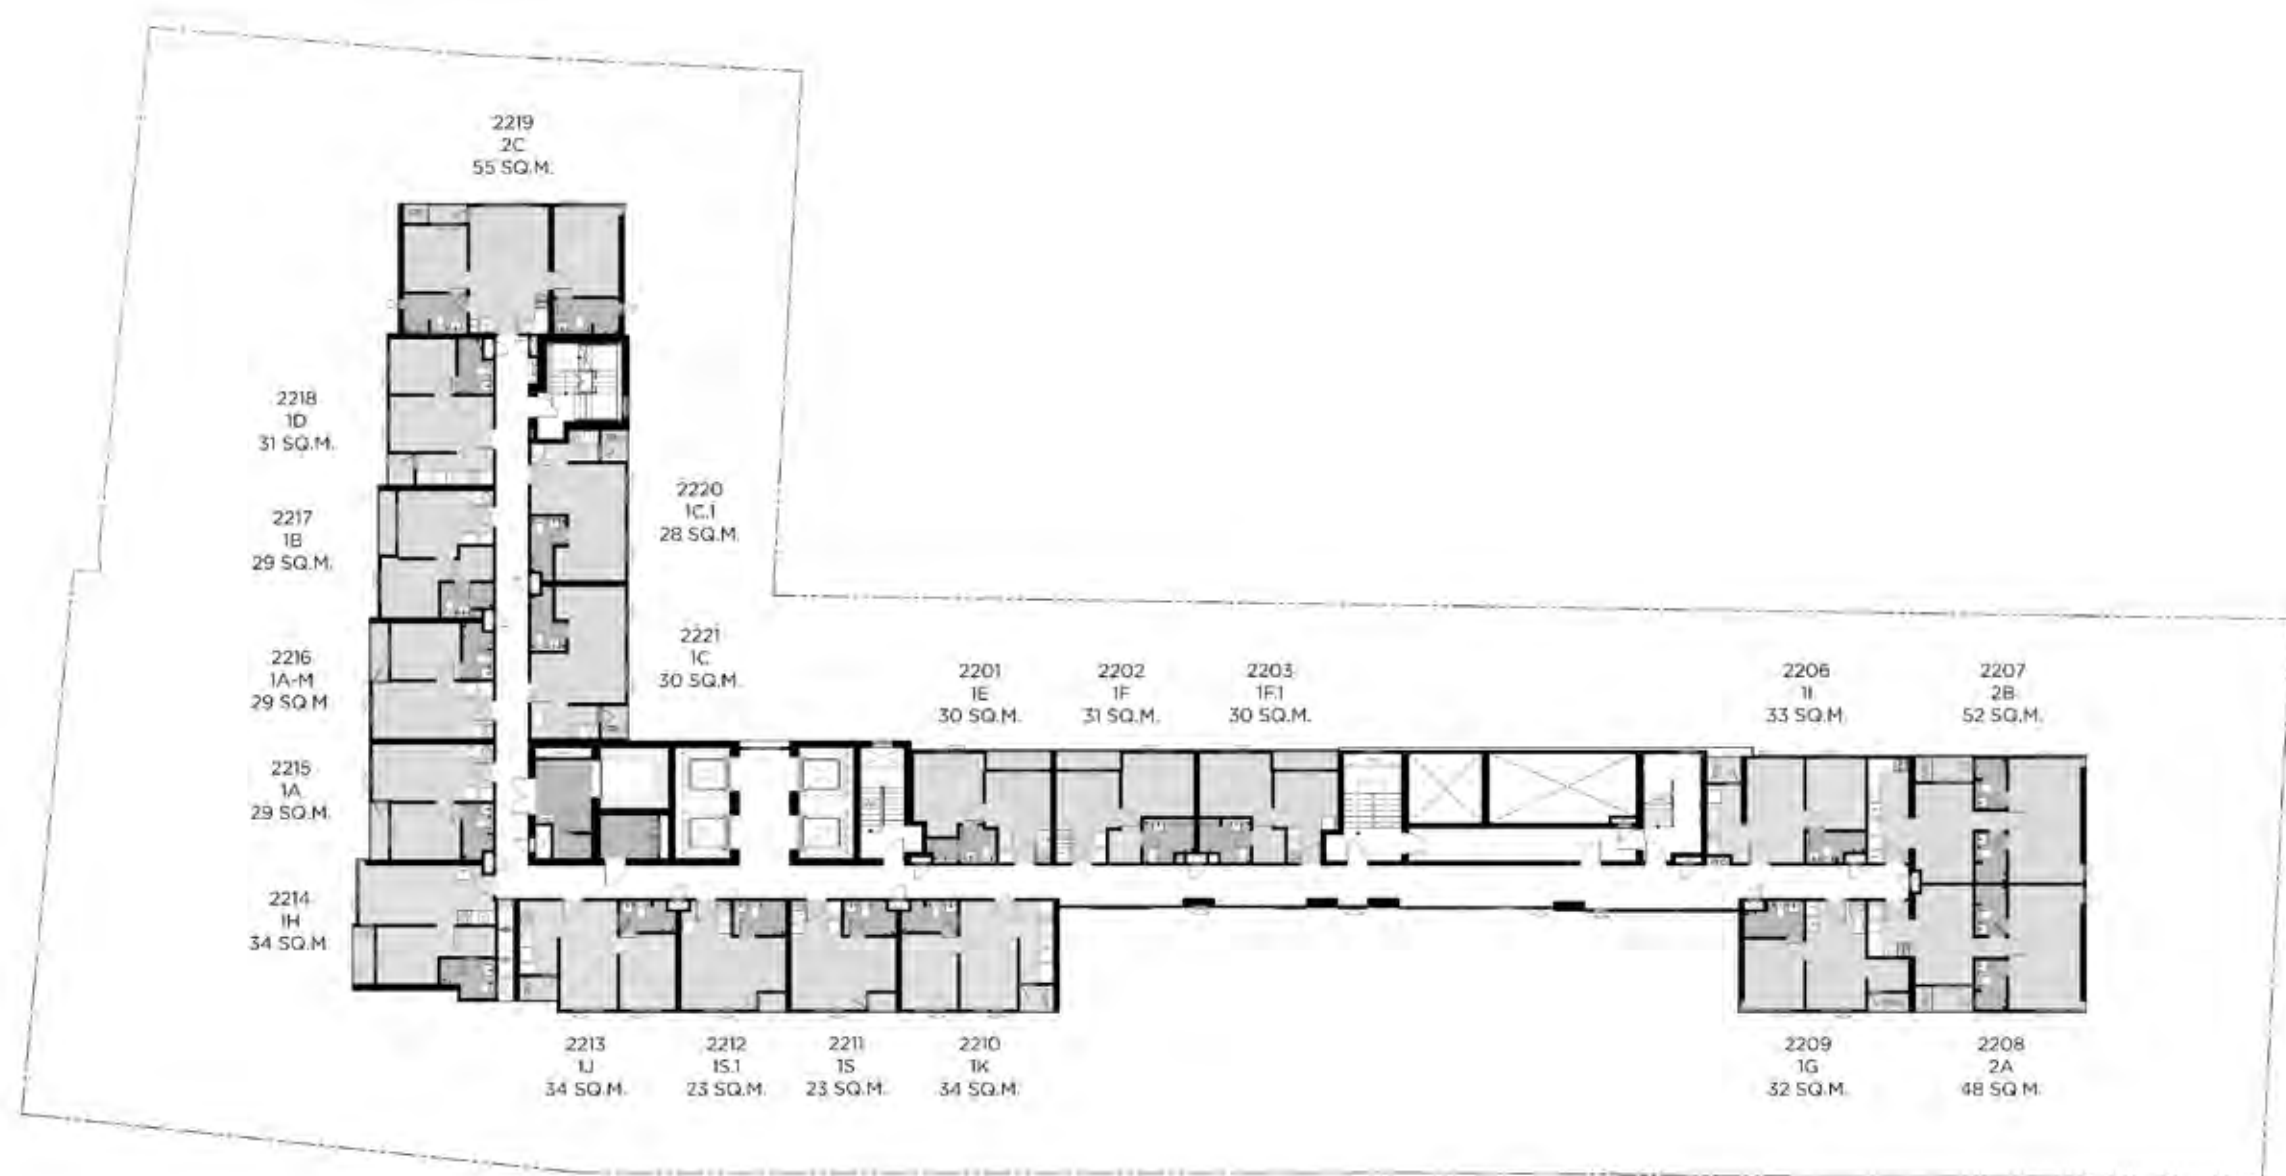 2219
2C
55 SQ.M.
2218
1D
31 SQ.M.
2217
1B
29 SQ.M.
2216
1A-M
29 SQ.M
2215
1A
29 SQ.M.
2214
1H
34 SQ.M
2220
1C.1
28 SQ.M.
2221
1C
30 SQ.M.
2201
1E
30 SQ.M.
2202
1F
31 SQ.M.
2203
1F.1
30 SQ.M.
2206
1I
33 SQ.M.
2207
2B
52 SQ.M.
2213
1J
34 SQ.M.
2212
1S.1
23 SQ.M.
2211
1S
23 SQ.M.
2210
1K
34 SQ.M.
2209
1G
32 SQ.M.
2208
2A
48 SQ M.